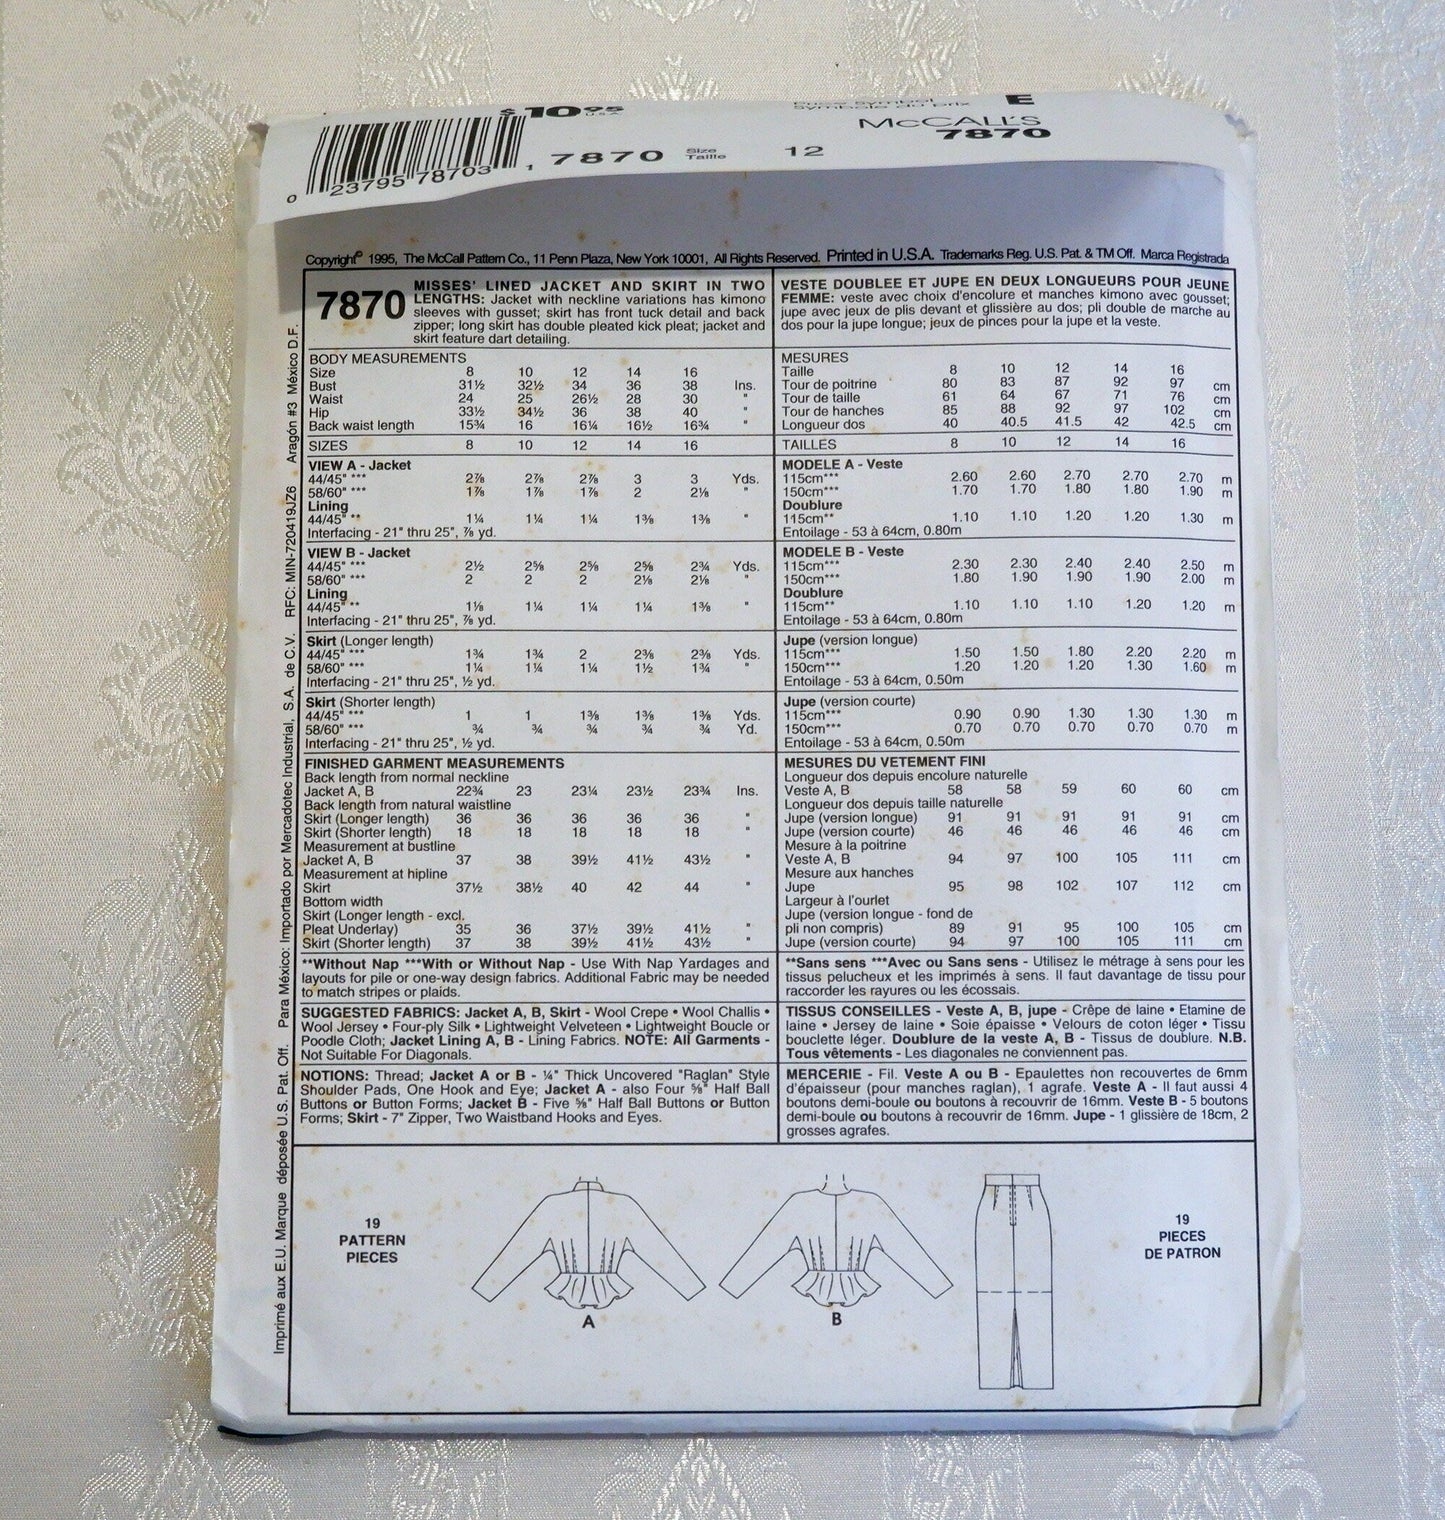 $10.95
U.S.A.
Symbole du prix
E
McCALL'S
7870
0 23795 78703 1
7870 Size 12
Taille
Copyright© 1995, The McCall Pattern Co., 11 Penn Plaza, New York 10001, All Rights Reserved. Printed in U.S.A. Trademarks Reg. U.S. Pat. & TM Off. Marca Registrada
7870
MISSES' LINED JACKET AND SKIRT IN TWO
LENGTHS: Jacket with neckline variations has kimono
sleeves with gusset; skirt has front tuck detail and back
zipper; long skirt has double pleated kick pleat; jacket and
skirt feature dart detailing.
BODY MEASUREMENTS
Size 8 10 12 14 16
Bust 31½ 32½ 34 36 38 Ins.
Waist 24 25 26½ 28 30 "
Hip 33½ 34½ 36 38 40 "
Back waist length 15¾ 16 16¼ 16½ 16¾ "
SIZES 8 10 12 14 16
VIEW A - Jacket
44/45" *** 2⅞ 2⅞ 2⅞ 3 3 Yds.
58/60" *** 1⅞ 1⅞ 1⅞ 2 2⅛ "
Lining
44/45" ** 1¼ 1¼ 1¼ 1⅜ 1⅜ "
Interfacing - 21" thru 25", ⅞ yd.
VIEW B - Jacket
44/45" *** 2½ 2⅝ 2⅝ 2⅝ 2¾ Yds.
58/60" *** 2 2 2 2⅛ 2⅛ "
Lining
44/45" ** 1⅛ 1¼ 1¼ 1¼ 1⅜ "
Interfacing - 21" thru 25", ⅞ yd.
Skirt (Longer length)
44/45" *** 1¾ 1¾ 2 2⅜ 2⅜ Yds.
58/60" *** 1¼ 1¼ 1¼ 1½ 1¾ "
Interfacing - 21" thru 25", ½ yd.
Skirt (Shorter length)
44/45" *** 1 1 1⅜ 1⅜ 1⅜ Yds.
58/60" *** ¾ ¾ ¾ ¾ ¾ Yd.
Interfacing - 21" thru 25", ½ yd.
FINISHED GARMENT MEASUREMENTS
Back length from normal neckline
Jacket A, B 22¾ 23 23¼ 23½ 23¾ Ins.
Back length from natural waistline
Skirt (Longer length) 36 36 36 36 36 "
Skirt (Shorter length) 18 18 18 18 18 "
Measurement at bustline
Jacket A, B 37 38 39½ 41½ 43½ "
Measurement at hipline
Skirt 37½ 38½ 40 42 44 "
Bottom width
Skirt (Longer length - excl.
Pleat Underlay) 35 36 37½ 39½ 41½ "
Skirt (Shorter length) 37 38 39½ 41½ 43½ "
**Without Nap ***With or Without Nap - Use With Nap Yardages and
layouts for pile or one-way design fabrics. Additional Fabric may be needed
to match stripes or plaids.
SUGGESTED FABRICS: Jacket A, B, Skirt - Wool Crepe • Wool Challis •
Wool Jersey • Four-ply Silk • Lightweight Velveteen • Lightweight Boucle or
Poodle Cloth; Jacket Lining A, B - Lining Fabrics. NOTE: All Garments -
Not Suitable For Diagonals.
NOTIONS: Thread; Jacket A or B - ¼" Thick Uncovered "Raglan" Style
Shoulder Pads, One Hook and Eye; Jacket A - also Four ⅝" Half Ball
Buttons or Button Forms; Jacket B - Five ⅝" Half Ball Buttons or Button
Forms; Skirt - 7" Zipper, Two Waistband Hooks and Eyes.
VESTE DOUBLEE ET JUPE EN DEUX LONGUEURS POUR JEUNE
FEMME: veste avec choix d'encolure et manches kimono avec gousset;
jupe avec jeux de plis devant et glissière au dos; pli double de marche au
dos pour la jupe longue; jeux de pinces pour la jupe et la veste.
MESURES
Taille 8 10 12 14 16
Tour de poitrine 80 83 87 92 97 cm
Tour de taille 61 64 67 71 76 cm
Tour de hanches 85 88 92 97 102 cm
Longueur dos 40 40.5 41.5 42 42.5 cm
TAILLES 8 10 12 14 16
MODELE A - Veste
115cm*** 2.60 2.60 2.70 2.70 2.70 m
150cm*** 1.70 1.70 1.80 1.80 1.90 m
Doublure
115cm** 1.10 1.10 1.20 1.20 1.30 m
Entoilage - 53 à 64cm, 0.80m
MODELE B - Veste
115cm*** 2.30 2.30 2.40 2.40 2.50 m
150cm*** 1.80 1.90 1.90 1.90 2.00 m
Doublure
115cm** 1.10 1.10 1.10 1.20 1.20 m
Entoilage - 53 à 64cm, 0.80m
Jupe (version longue)
115cm*** 1.50 1.50 1.80 2.20 2.20 m
150cm*** 1.20 1.20 1.20 1.30 1.60 m
Entoilage - 53 à 64cm, 0.50m
Jupe (version courte)
115cm*** 0.90 0.90 1.30 1.30 1.30 m
150cm*** 0.70 0.70 0.70 0.70 0.70 m
Entoilage - 53 à 64cm, 0.50m
MESURES DU VETEMENT FINI
Longueur dos depuis encolure naturelle
Veste A, B 58 58 59 60 60 cm
Longueur dos depuis taille naturelle
Jupe (version longue) 91 91 91 91 91 cm
Jupe (version courte) 46 46 46 46 46 cm
Mesure à la poitrine
Veste A, B 94 97 100 105 111 cm
Mesure aux hanches
Jupe 95 98 102 107 112 cm
Largeur à l'ourlet
Jupe (version longue - fond de
pli non compris) 89 91 95 100 105 cm
Jupe (version courte) 94 97 100 105 111 cm
**Sans sens ***Avec ou Sans sens - Utilisez le métrage à sens pour les
tissus pelucheux et les imprimés à sens. Il faut davantage de tissu pour
raccorder les rayures ou les écossais.
TISSUS CONSEILLES - Veste A, B, jupe - Crêpe de laine • Etamine de
laine • Jersey de laine • Soie épaisse • Velours de coton léger • Tissu
bouclette léger. Doublure de la veste A, B - Tissus de doublure. N.B.
Tous vêtements - Les diagonales ne conviennent pas.
MERCERIE - Fil. Veste A ou B - Epaulettes non recouvertes de 6mm
d'épaisseur (pour manches raglan), 1 agrafe. Veste A - Il faut aussi 4
boutons demi-boule ou boutons à recouvrir de 16mm. Veste B - 5 boutons
demi-boule ou boutons à recouvrir de 16mm. Jupe - 1 glissière de 18cm, 2
grosses agrafes.
19
PATTERN
PIECES
A
B
19
PIECES
DE PATRON
Imprimé aux E.U. Marque déposée U.S. Pat. Off. Para México: Importado por Mercadotec Industrial, S.A. de C.V. RFC: MIN-720419JZ6 Aragón #3 México D.F.